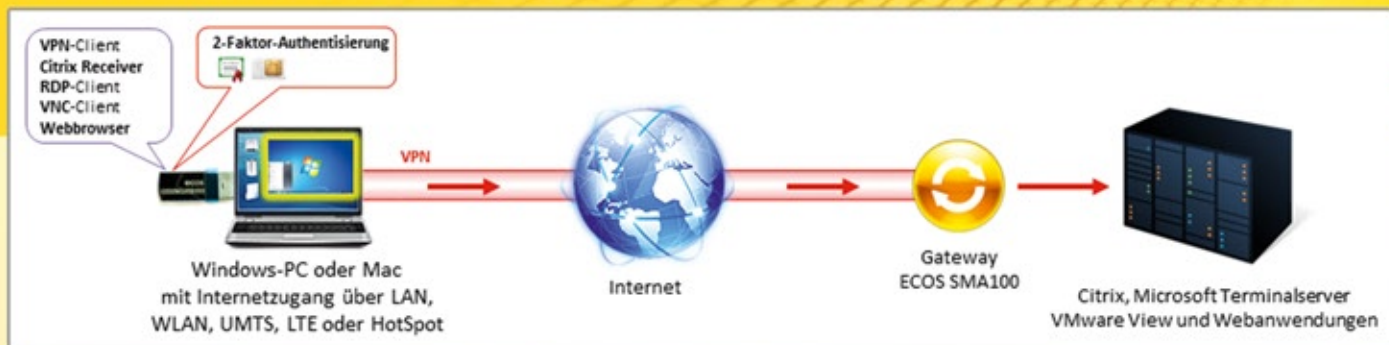 VPN-Client
Citrix Receiver
RDP-Client
VNC-Client
Webbrowser
2-Faktor-Authentisierung
ECOS
VPN
Windows-PC oder Mac
mit Internetzugang über LAN,
WLAN, UMTS, LTE oder HotSpot
Internet
Gateway
ECOS SMA100
Citrix, Microsoft Terminalserver
VMware View und Webanwendungen